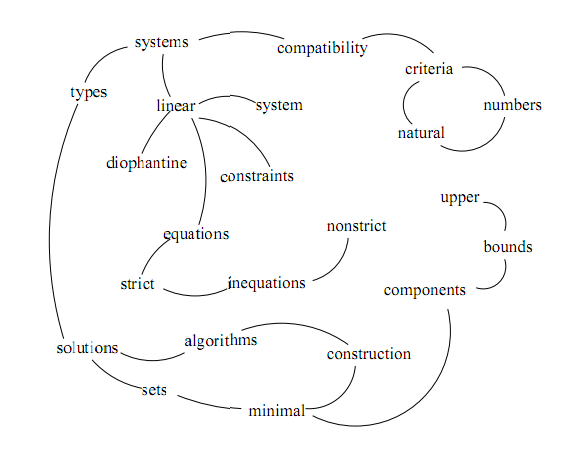 systems
compatibility
criteria
types
linear
system
numbers
natural
diophantine
constraints
upper
equations
nonstrict
bounds
strict
inequations
components
solutions
algorithms
construction
sets
minimal